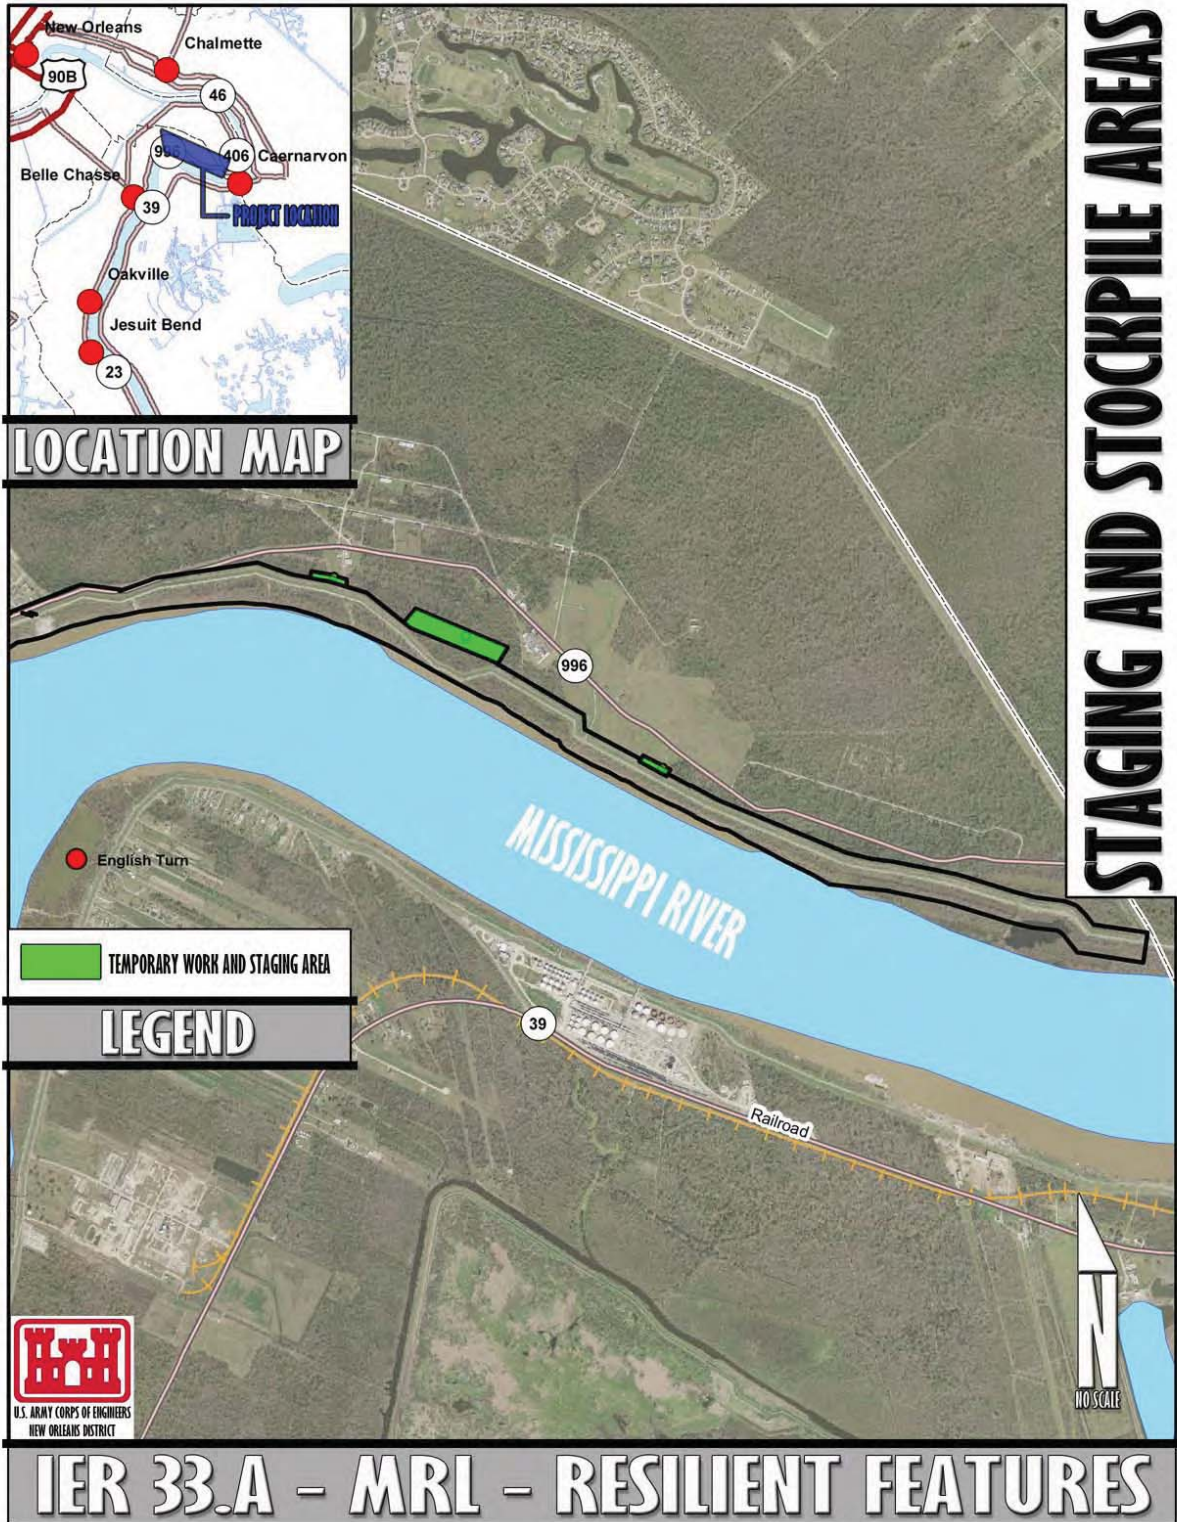 New Orleans
Chalmette
90B
46
996
406
Caernarvon
Belle Chasse
39
PROJECT LOCATION
Oakville
Jesuit Bend
23
LOCATION MAP
STAGING AND STOCKPILE AREAS
996
MISSISSIPPI RIVER
English Turn
TEMPORARY WORK AND STAGING AREA
LEGEND
39
Railroad
N
NO SCALE
U.S. ARMY CORPS OF ENGINEERS
NEW ORLEANS DISTRICT
IER 33.A - MRL - RESILIENT FEATURES